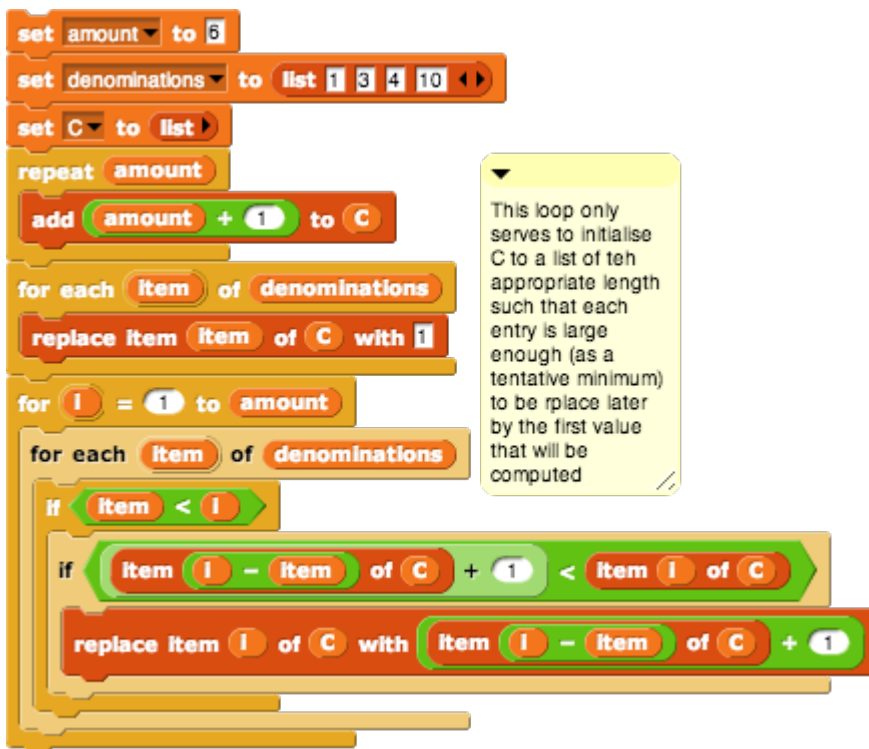 set amount to 6
set denominations to list 1 3 4 10
set C to list
repeat amount
add amount + 1 to C
for each item of denominations
replace item item of C with 1
for i = 1 to amount
for each item of denominations
if item < i
if item i - item of C + 1 < item i of C
replace item i of C with item i - item of C + 1
This loop only
serves to initialise
C to a list of teh
appropriate length
such that each
entry is large
enough (as a
tentative minimum)
to be rplace later
by the first value
that will be
computed